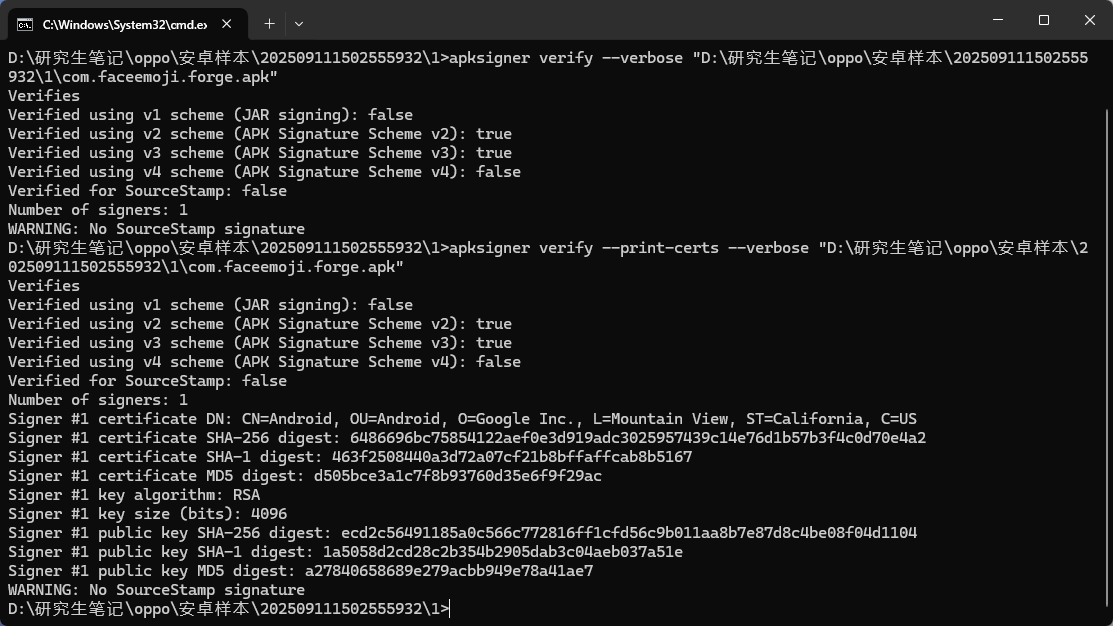 C:\Windows\System32\cmd.ex
D:\研究生笔记\oppo\安卓样本\202509111502555932\1>apksigner verify --verbose "D:\研究生笔记\oppo\安卓样本\202509111502555
932\1\com.faceemoji.forge.apk"
Verifies
Verified using v1 scheme (JAR signing): false
Verified using v2 scheme (APK Signature Scheme v2): true
Verified using v3 scheme (APK Signature Scheme v3): true
Verified using v4 scheme (APK Signature Scheme v4): false
Verified for SourceStamp: false
Number of signers: 1
WARNING: No SourceStamp signature
D:\研究生笔记\oppo\安卓样本\202509111502555932\1>apksigner verify --print-certs --verbose "D:\研究生笔记\oppo\安卓样本\2
02509111502555932\1\com.faceemoji.forge.apk"
Verifies
Verified using v1 scheme (JAR signing): false
Verified using v2 scheme (APK Signature Scheme v2): true
Verified using v3 scheme (APK Signature Scheme v3): true
Verified using v4 scheme (APK Signature Scheme v4): false
Verified for SourceStamp: false
Number of signers: 1
Signer #1 certificate DN: CN=Android, OU=Android, O=Google Inc., L=Mountain View, ST=California, C=US
Signer #1 certificate SHA-256 digest: 6486696bc75854122aef0e3d919adc3025957439c14e76d1b57b3f4c0d70e4a2
Signer #1 certificate SHA-1 digest: 463f2508440a3d72a07cf21b8bffaffcab8b5167
Signer #1 certificate MD5 digest: d505bce3a1c7f8b93760d35e6f9f29ac
Signer #1 key algorithm: RSA
Signer #1 key size (bits): 4096
Signer #1 public key SHA-256 digest: ecd2c56491185a0c566c772816ff1cfd56c9b011aa8b7e87d8c4be08f04d1104
Signer #1 public key SHA-1 digest: 1a5058d2cd28c2b354b2905dab3c04aeb037a51e
Signer #1 public key MD5 digest: a27840658689e279acbb949e78a41ae7
WARNING: No SourceStamp signature
D:\研究生笔记\oppo\安卓样本\202509111502555932\1>